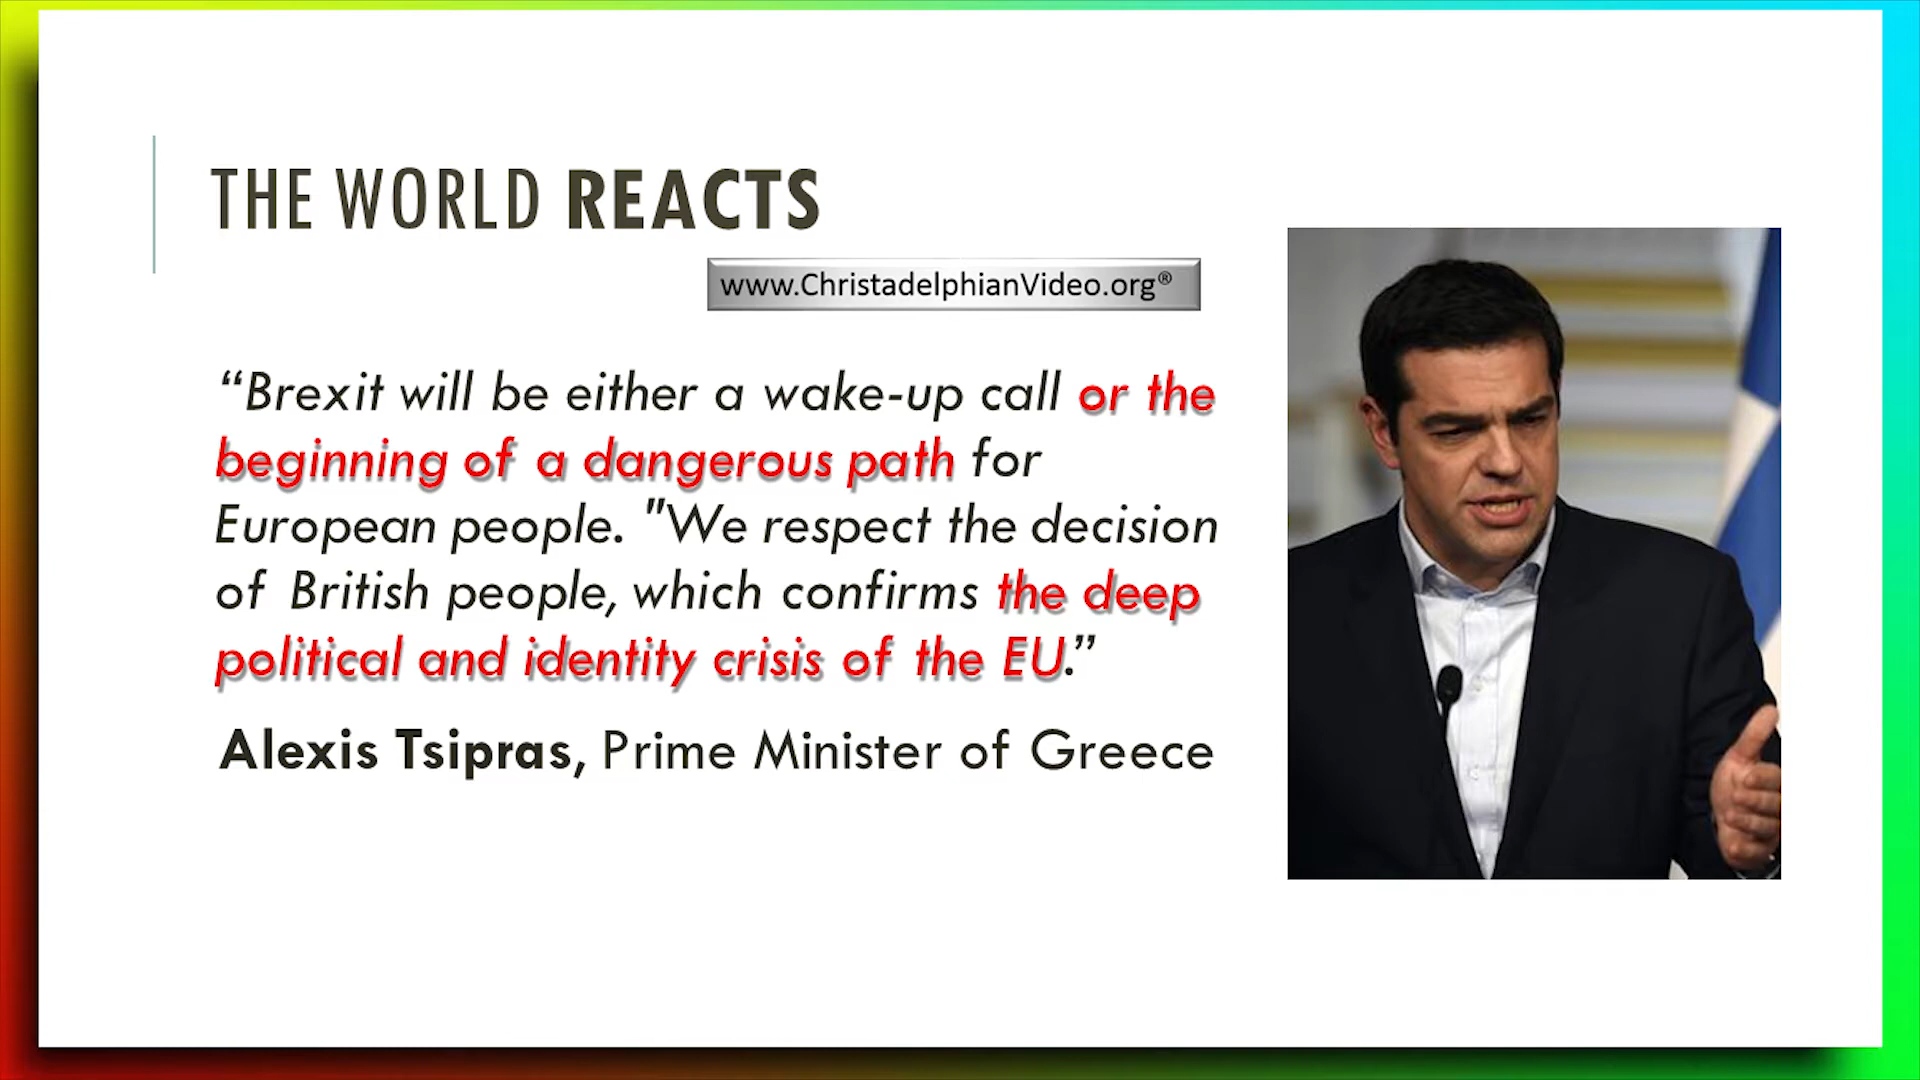 THE WORLD REACTS
www.ChristadelphianVideo.org®
“Brexit will be either a wake-up call or the
beginning of a dangerous path for
European people. "We respect the decision
of British people, which confirms the deep
political and identity crisis of the EU.”
Alexis Tsipras, Prime Minister of Greece